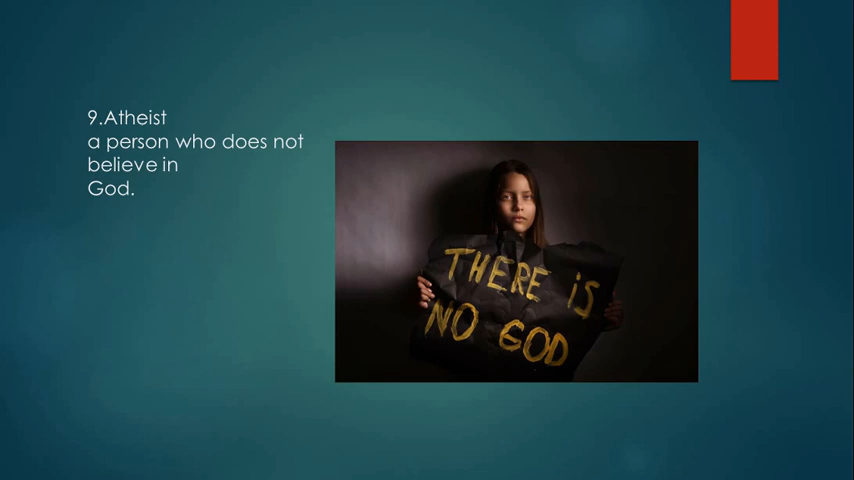 9.Atheist
a person who does not
believe in
God.
THERE iS
NO GOD